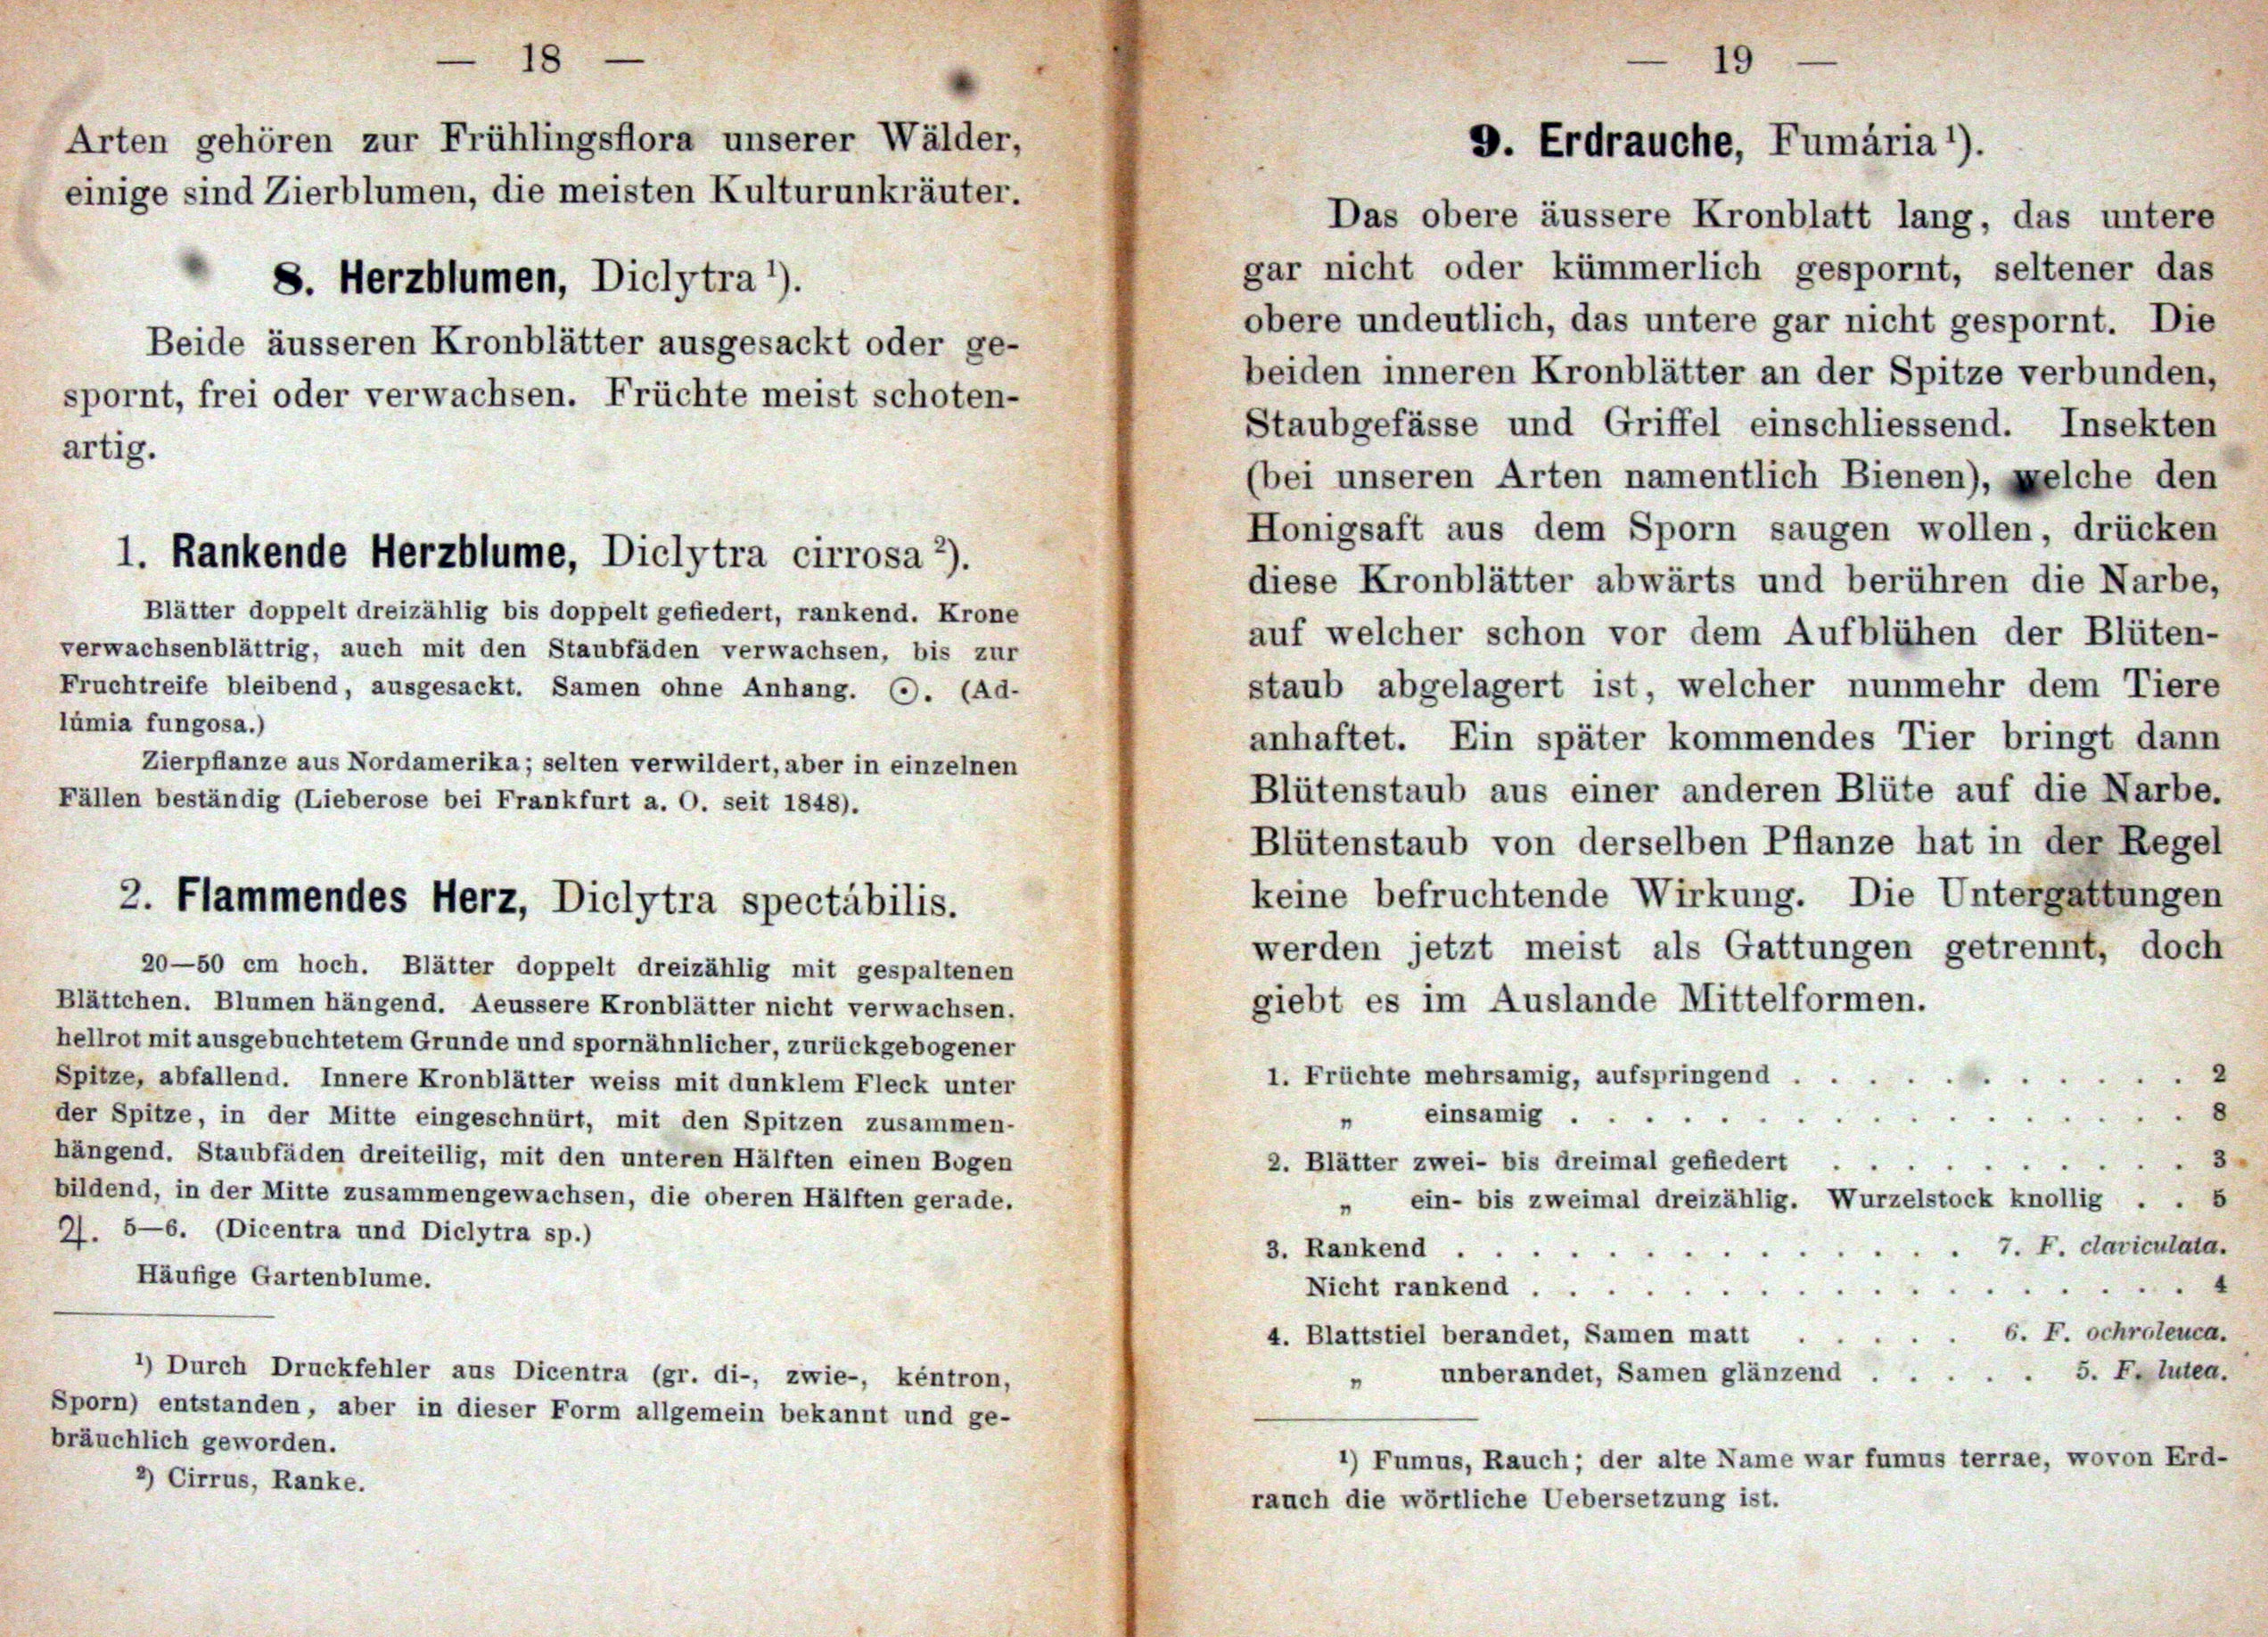 — 18 —
Arten gehören zur Frühlingsflora unserer Wälder,
einige sind Zierblumen, die meisten Kulturunkräuter.
8. Herzblumen, Diclytra ¹).
Beide äusseren Kronblätter ausgesackt oder ge-
spornt, frei oder verwachsen. Früchte meist schoten-
artig.
1. Rankende Herzblume, Diclytra cirrosa ²).
Blätter doppelt dreizählig bis doppelt gefiedert, rankend. Krone
verwachsenblättrig, auch mit den Staubfäden verwachsen, bis zur
Fruchtreife bleibend, ausgesackt. Samen ohne Anhang. ⊙. (Ad-
lúmia fungosa.)
Zierpflanze aus Nordamerika; selten verwildert, aber in einzelnen
Fällen beständig (Lieberose bei Frankfurt a. O. seit 1848).
2. Flammendes Herz, Diclytra spectábilis.
20—50 cm hoch. Blätter doppelt dreizählig mit gespaltenen
Blättchen. Blumen hängend. Aeussere Kronblätter nicht verwachsen,
hellrot mit ausgebuchtetem Grunde und spornähnlicher, zurückgebogener
Spitze, abfallend. Innere Kronblätter weiss mit dunklem Fleck unter
der Spitze, in der Mitte eingeschnürt, mit den Spitzen zusammen-
hängend. Staubfäden dreiteilig, mit den unteren Hälften einen Bogen
bildend, in der Mitte zusammengewachsen, die oberen Hälften gerade.
♃. 5—6. (Dicentra und Diclytra sp.)
Häufige Gartenblume.
¹) Durch Druckfehler aus Dicentra (gr. di-, zwie-, kéntron,
Sporn) entstanden, aber in dieser Form allgemein bekannt und ge-
bräuchlich geworden.
²) Cirrus, Ranke.
— 19 —
9. Erdrauche, Fumária ¹).
Das obere äussere Kronblatt lang, das untere
gar nicht oder kümmerlich gespornt, seltener das
obere undeutlich, das untere gar nicht gespornt. Die
beiden inneren Kronblätter an der Spitze verbunden,
Staubgefässe und Griffel einschliessend. Insekten
(bei unseren Arten namentlich Bienen), welche den
Honigsaft aus dem Sporn saugen wollen, drücken
diese Kronblätter abwärts und berühren die Narbe,
auf welcher schon vor dem Aufblühen der Blüten-
staub abgelagert ist, welcher nunmehr dem Tiere
anhaftet. Ein später kommendes Tier bringt dann
Blütenstaub aus einer anderen Blüte auf die Narbe.
Blütenstaub von derselben Pflanze hat in der Regel
keine befruchtende Wirkung. Die Untergattungen
werden jetzt meist als Gattungen getrennt, doch
giebt es im Auslande Mittelformen.
1. Früchte mehrsamig, aufspringend . . . . . . . . . . . 2
„ einsamig . . . . . . . . . . . . . . . . . 8
2. Blätter zwei- bis dreimal gefiedert . . . . . . . . . . 3
„ ein- bis zweimal dreizählig. Wurzelstock knollig . . 5
3. Rankend . . . . . . . . . . . . . . 7. F. claviculata.
Nicht rankend . . . . . . . . . . . . . . . . . . 4
4. Blattstiel berandet, Samen matt . . . . . 6. F. ochroleuca.
„ unberandet, Samen glänzend . . . . . 5. F. lutea.
¹) Fumus, Rauch; der alte Name war fumus terrae, wovon Erd-
rauch die wörtliche Uebersetzung ist.